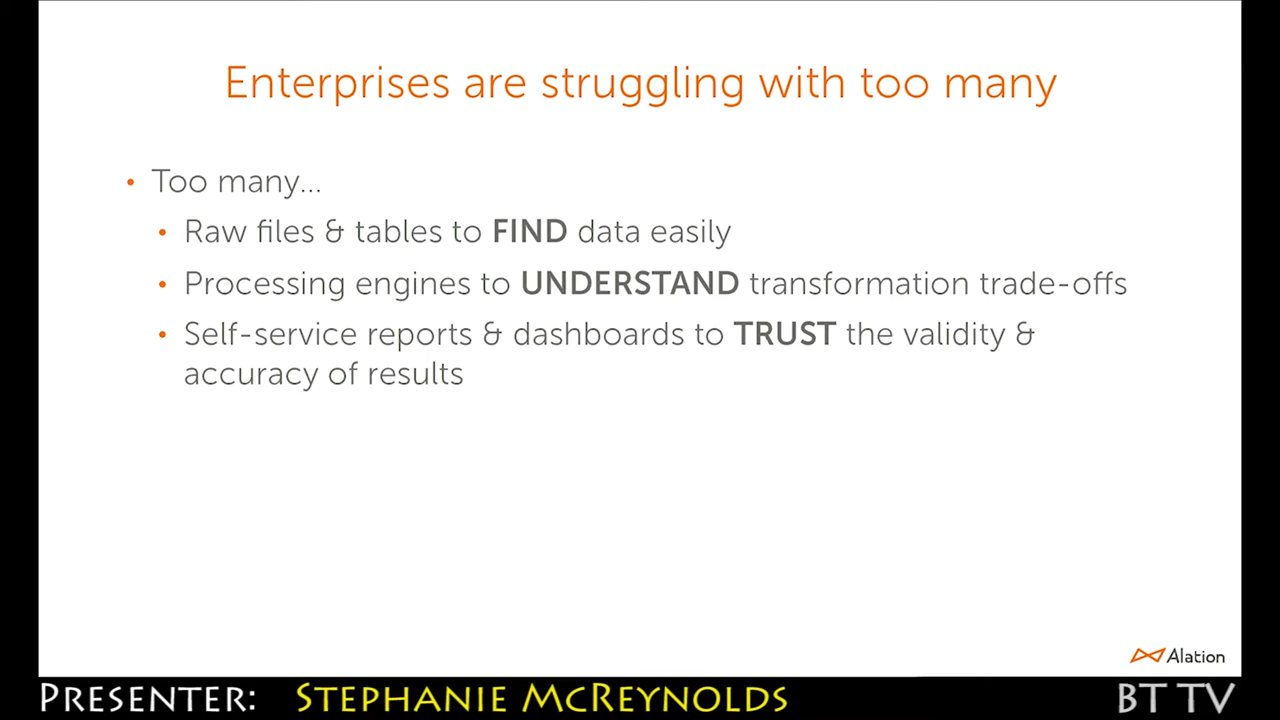 Enterprises are struggling with too many
• Too many...
• Raw files & tables to FIND data easily
• Processing engines to UNDERSTAND transformation trade-offs
• Self-service reports & dashboards to TRUST the validity &
accuracy of results
Alation
PRESENTER: STEPHANIE MCREYNOLDS
BT TV